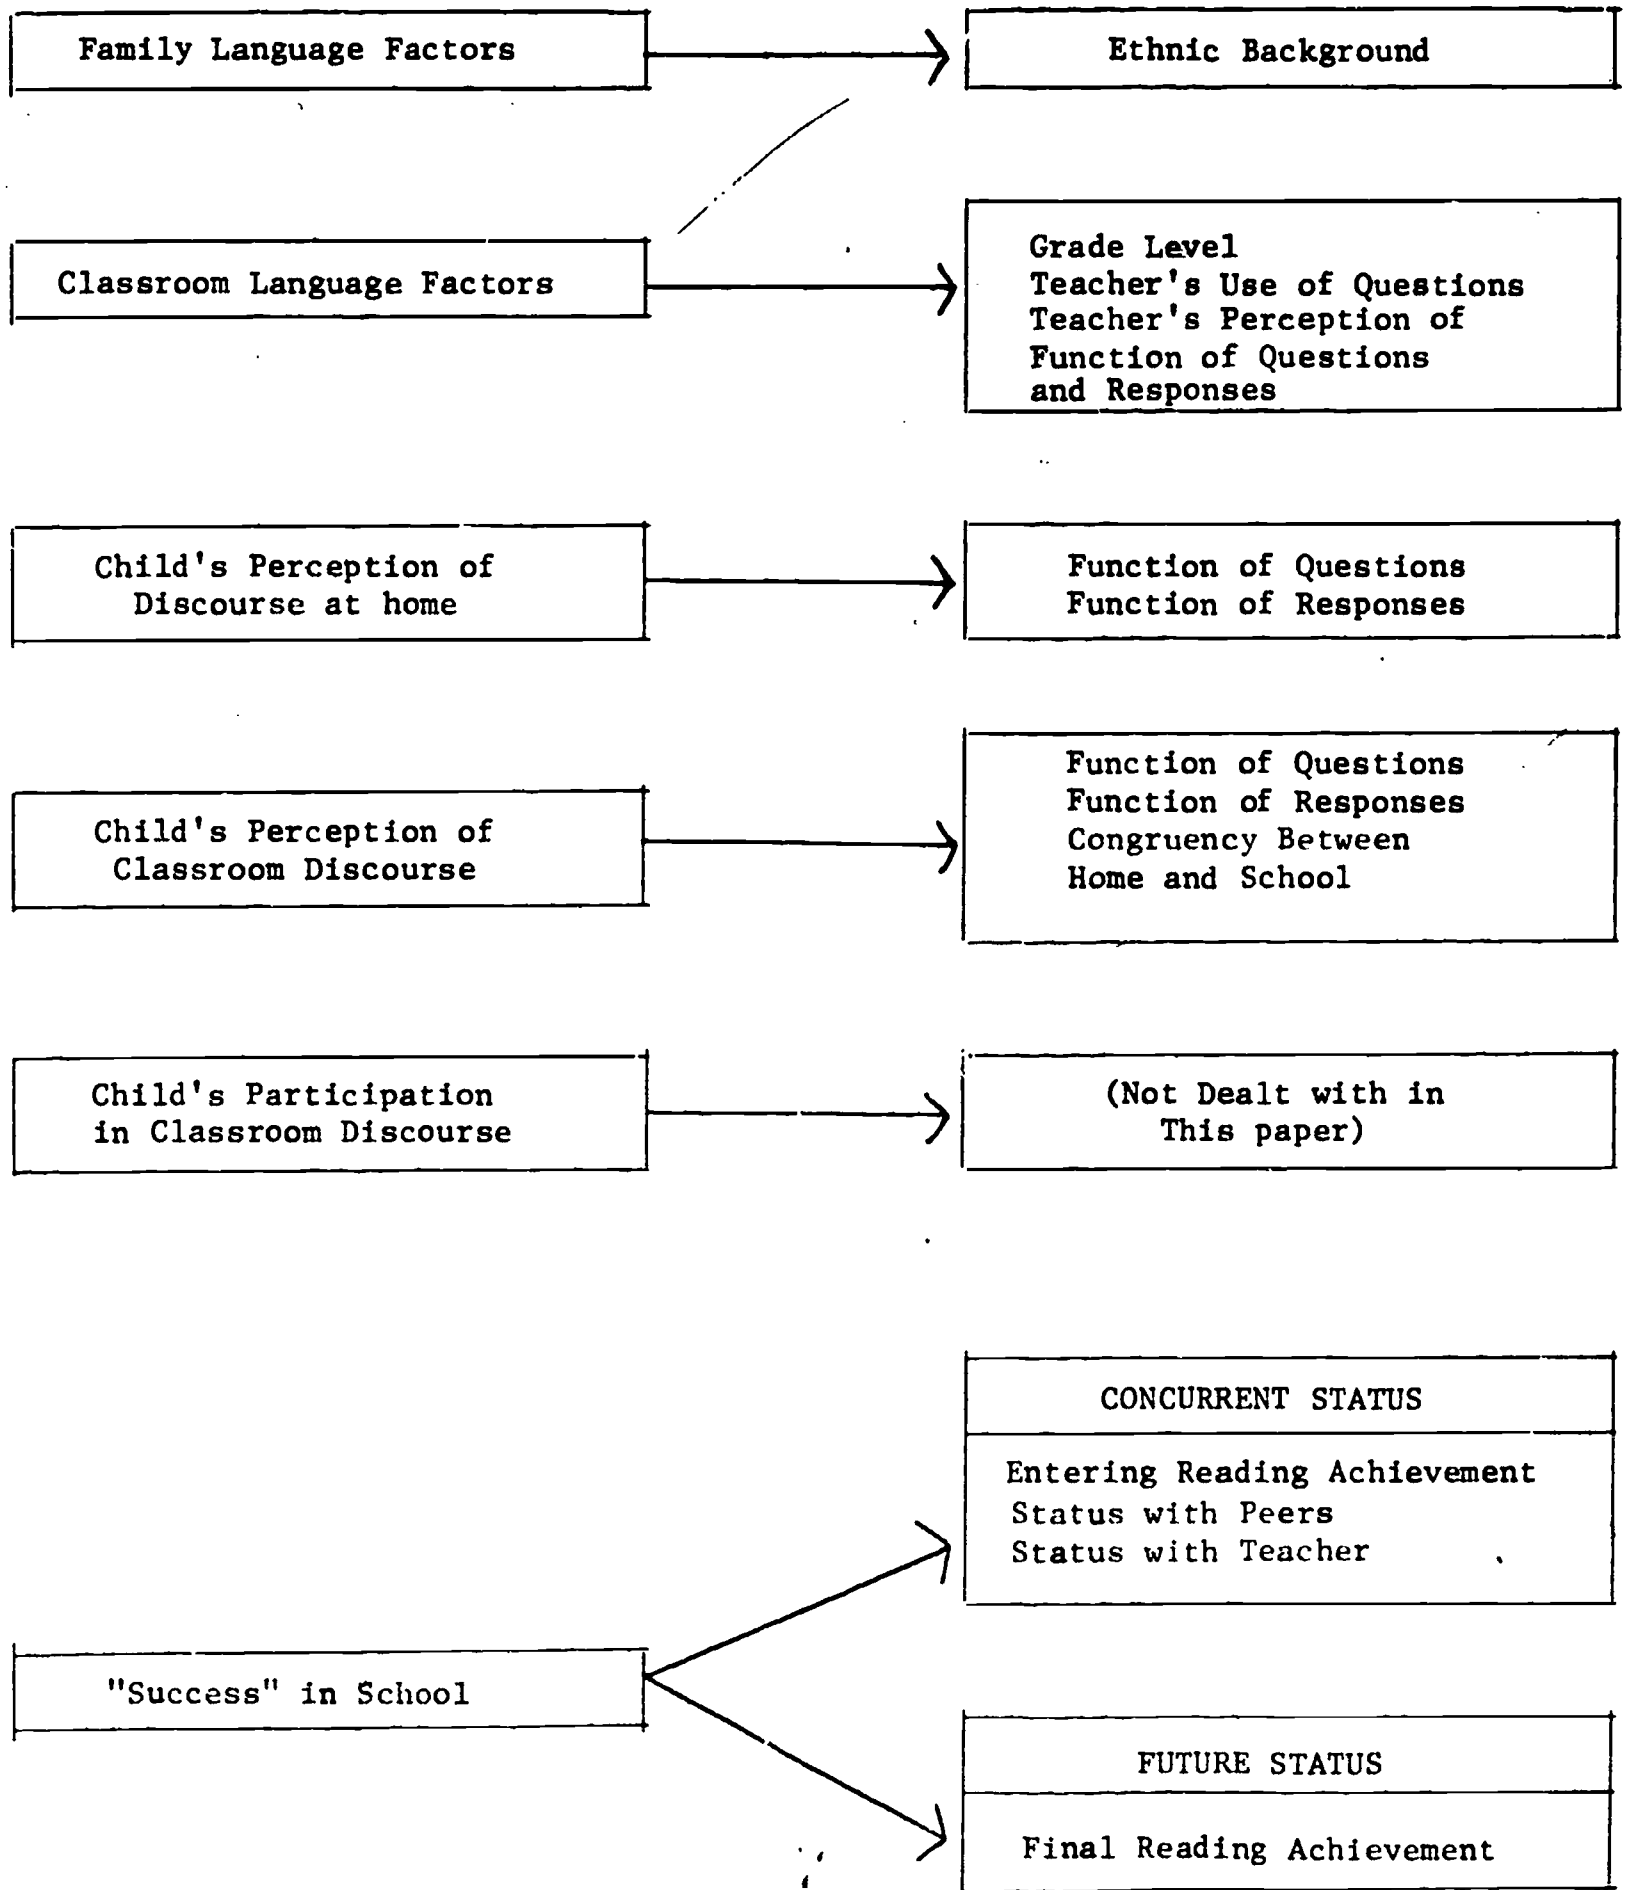 Family Language Factors
Ethnic Background
Classroom Language Factors
Grade Level
Teacher's Use of Questions
Teacher's Perception of
Function of Questions
and Responses
Child's Perception of
Discourse at home
Function of Questions
Function of Responses
Child's Perception of
Classroom Discourse
Function of Questions
Function of Responses
Congruency Between
Home and School
Child's Participation
in Classroom Discourse
(Not Dealt with in
This paper)
"Success" in School
CONCURRENT STATUS
Entering Reading Achievement
Status with Peers
Status with Teacher
FUTURE STATUS
Final Reading Achievement